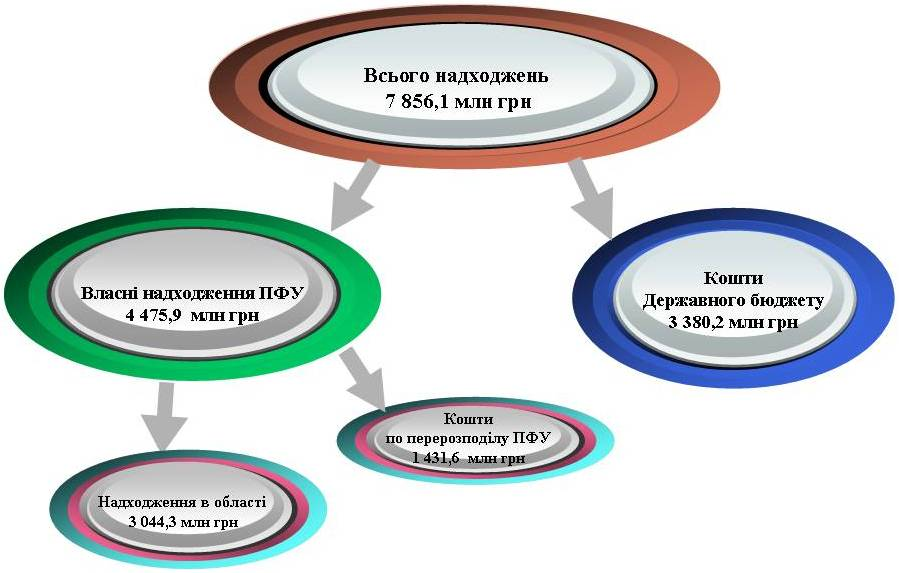 Всього надходжень
7 856,1 млн грн
Власні надходження ПФУ
4 475,9 млн грн
Кошти
Державного бюджету
3 380,2 млн грн
Кошти
по перерозподілу ПФУ
1 431,6 млн грн
Надходження в області
3 044,3 млн грн